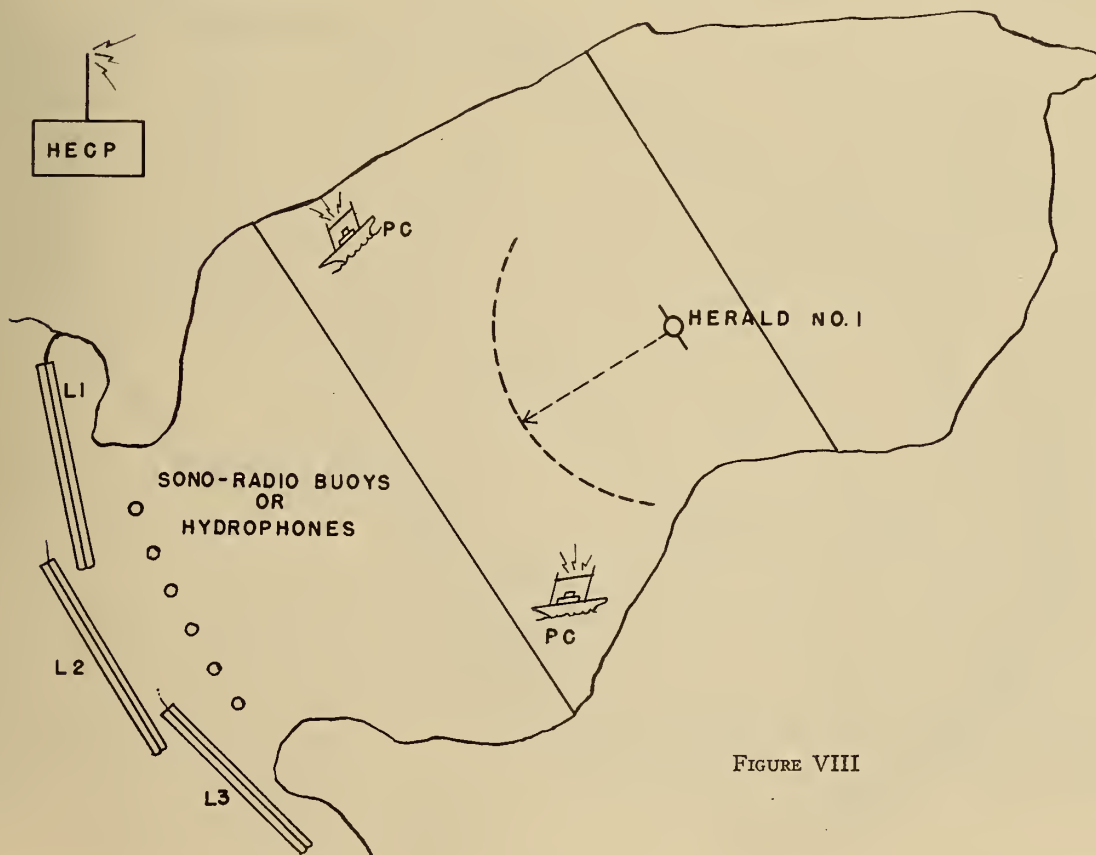 HECP
PC
HERALD NO. 1
L1
SONO-RADIO BUOYS
OR
HYDROPHONES
L2
PC
L3
FIGURE VIII